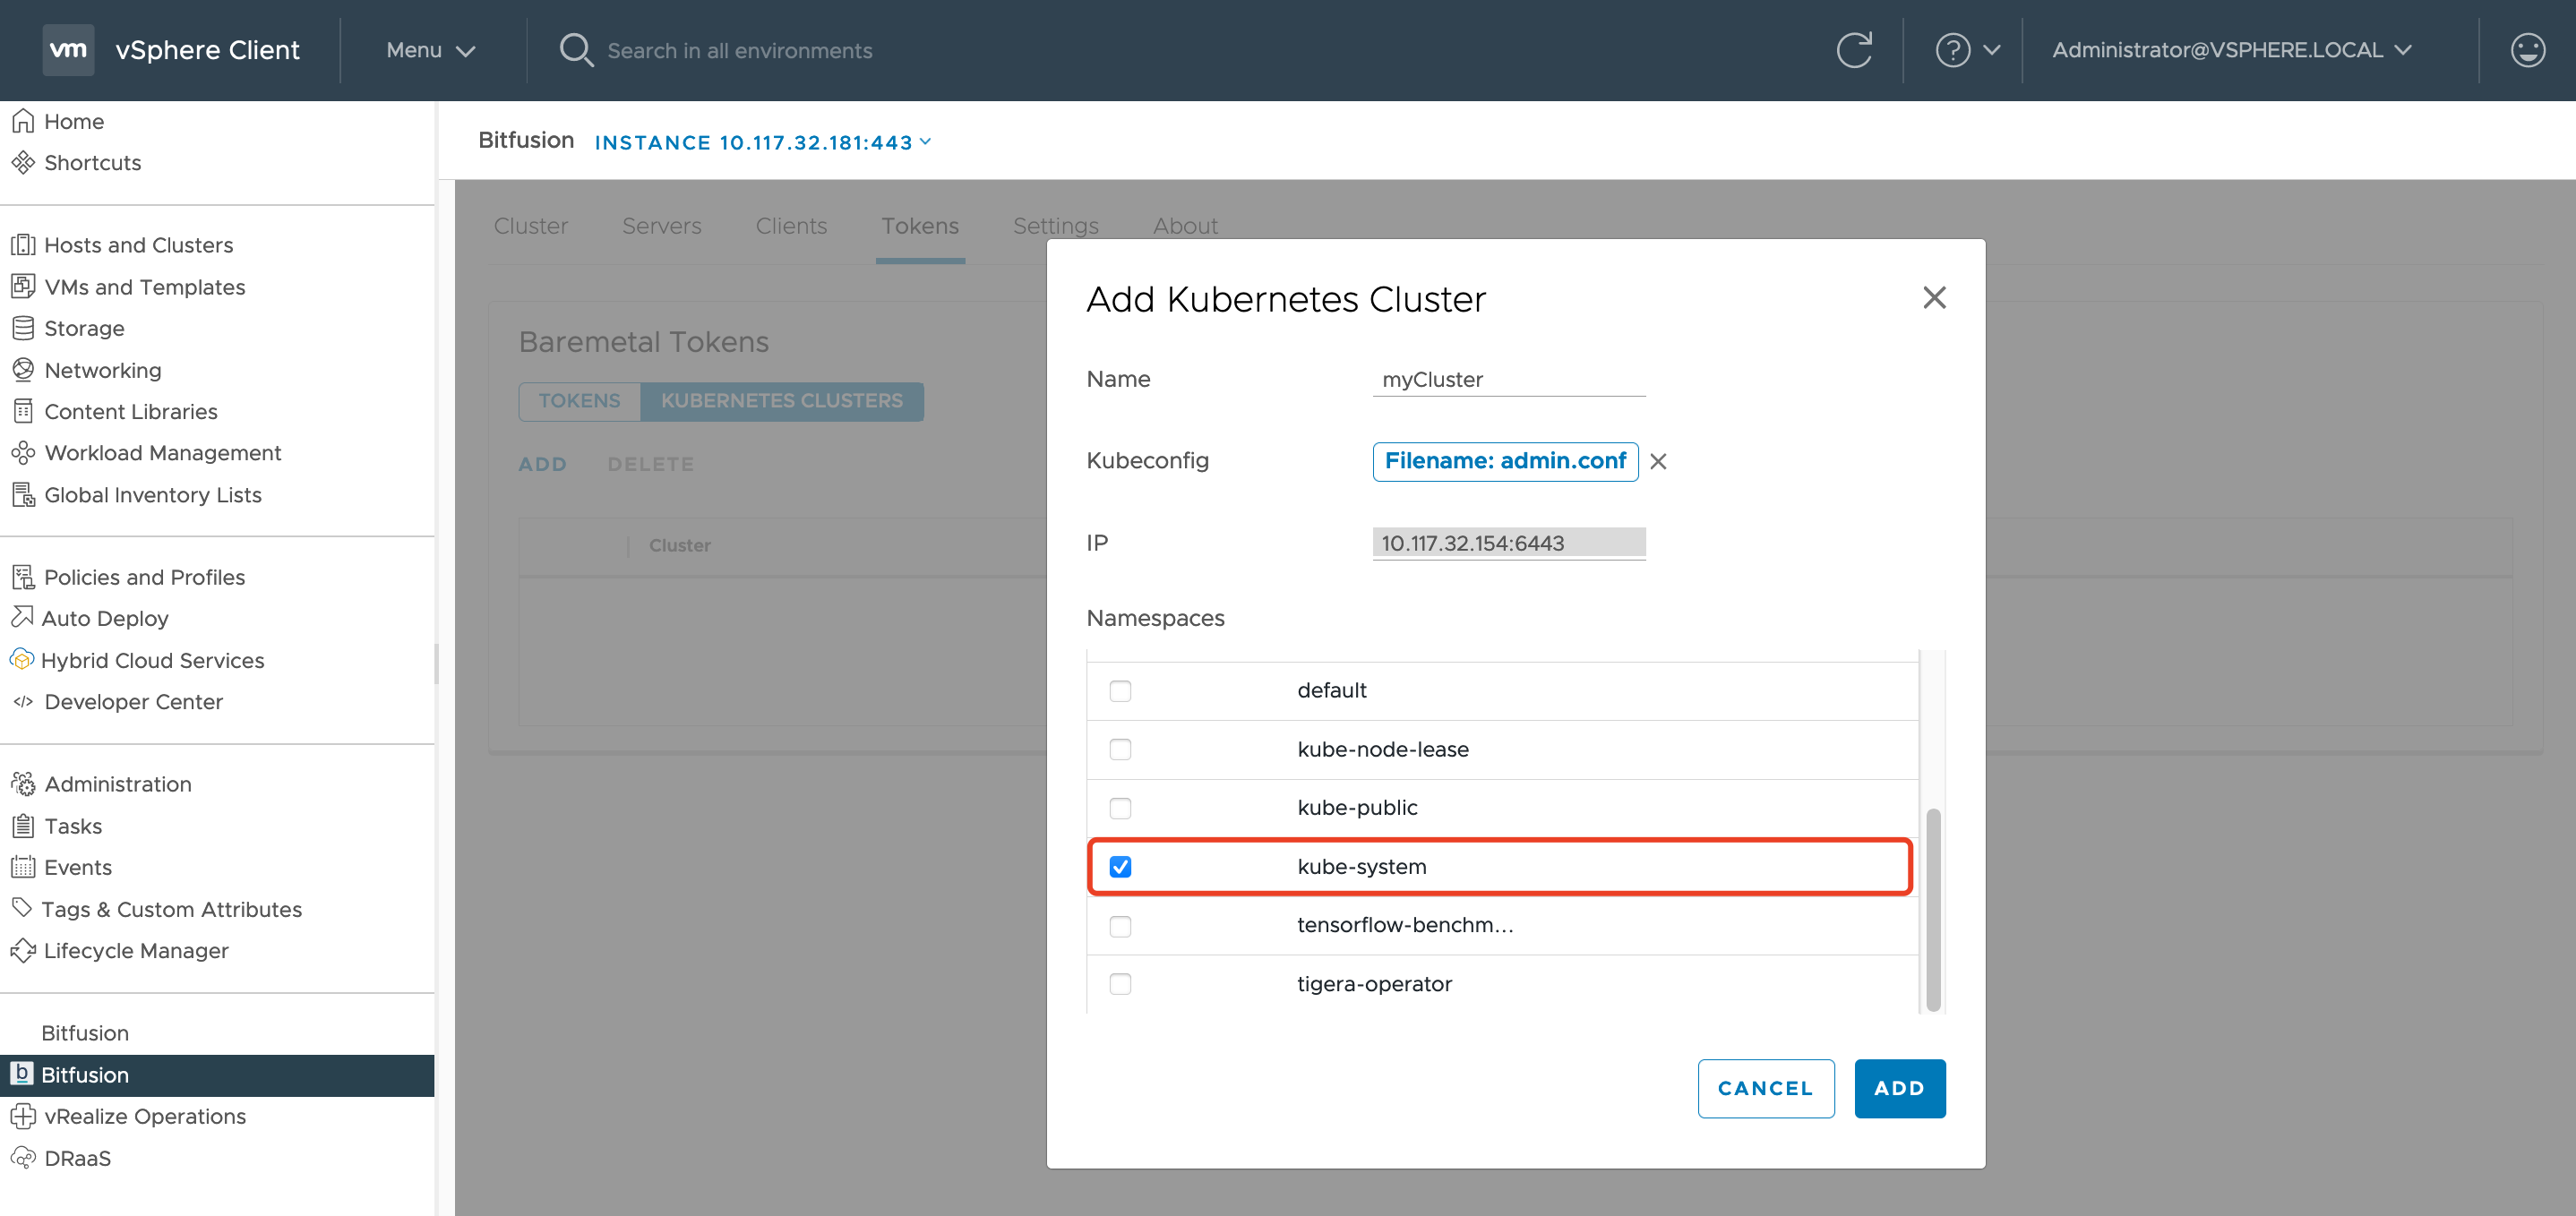 vm vSphere Client Menu Search in all environments Administrator@VSPHERE.LOCAL
Home
Shortcuts
Hosts and Clusters
VMs and Templates
Storage
Networking
Content Libraries
Workload Management
Global Inventory Lists
Policies and Profiles
Auto Deploy
Hybrid Cloud Services
Developer Center
Administration
Tasks
Events
Tags & Custom Attributes
Lifecycle Manager
Bitfusion
b Bitfusion
vRealize Operations
DRaaS
Bitfusion INSTANCE 10.117.32.181:443
Cluster Servers Clients Tokens Settings About
Baremetal Tokens
TOKENS KUBERNETES CLUSTERS
ADD DELETE
Cluster
Add Kubernetes Cluster
Name myCluster
Kubeconfig Filename: admin.conf
IP 10.117.32.154:6443
Namespaces
default
kube-node-lease
kube-public
kube-system
tensorflow-benchm...
tigera-operator
CANCEL ADD